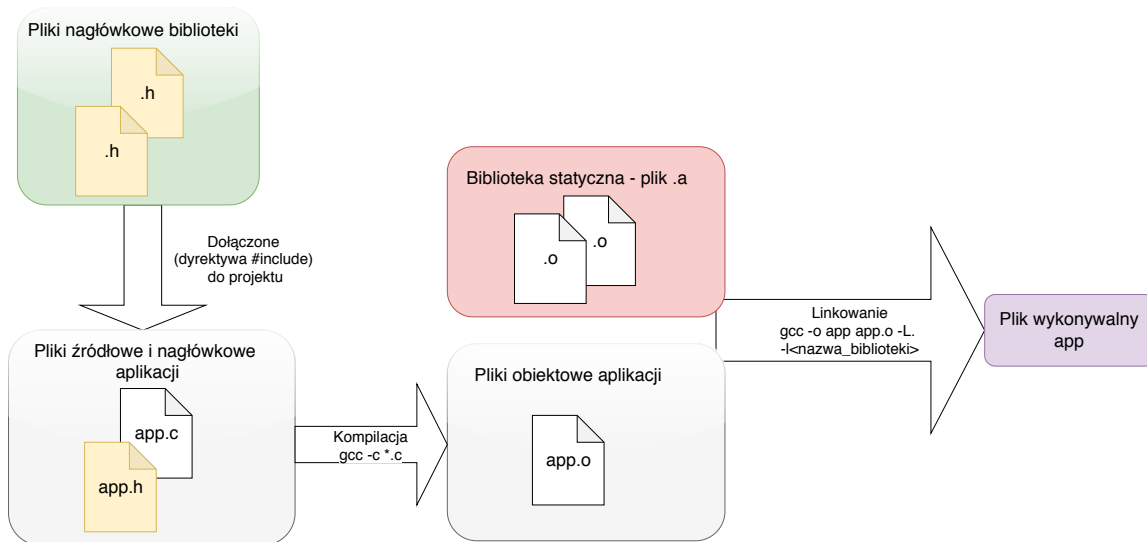 Pliki nagłówkowe biblioteki
.h
.h
Dołączone
(dyrektywa #include)
do projektu
Pliki źródłowe i nagłówkowe
aplikacji
app.c
app.h
Kompilacja
gcc -c *.c
Biblioteka statyczna - plik .a
.o
.o
Pliki obiektowe aplikacji
app.o
Linkowanie
gcc -o app app.o -L.
-l<nazwa_biblioteki>
Plik wykonywalny
app